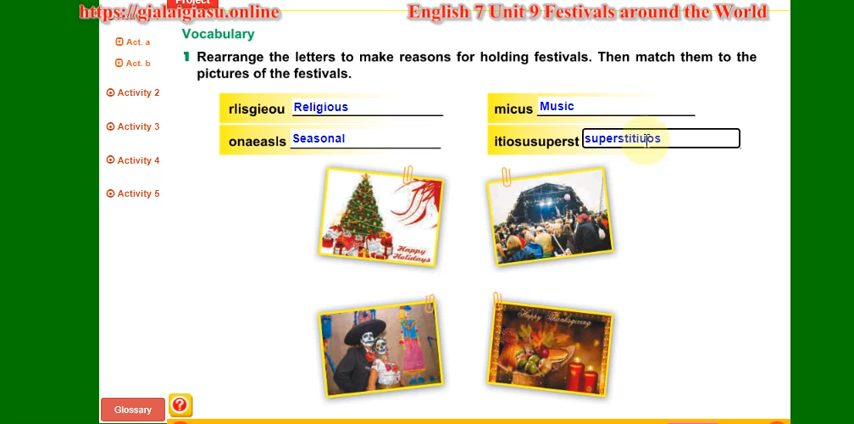 Project
https://gjalaigiasu.online English 7 Unit 9 Festivals around the World
Vocabulary
Act. a
Act. b
Activity 2
Activity 3
Activity 4
Activity 5
1 Rearrange the letters to make reasons for holding festivals. Then match them to the
pictures of the festivals.
rlisgieou Religious
micus Music
onaeasls Seasonal
itiosusuperst superstitiuos
Happy
Holidays
Happy Thanksgiving
Glossary
?